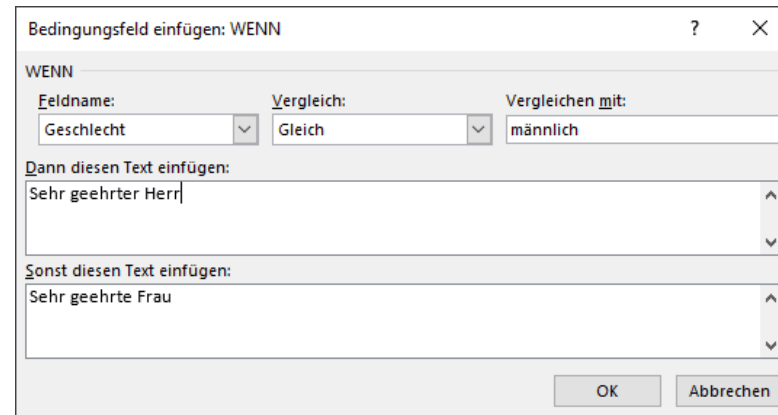 Bedingungsfeld einfügen: WENN ? ×
WENN
Feldname: Vergleich: Vergleichen mit:
Geschlecht Gleich männlich
Dann diesen Text einfügen:
Sehr geehrter Herr
Sonst diesen Text einfügen:
Sehr geehrte Frau
OK Abbrechen